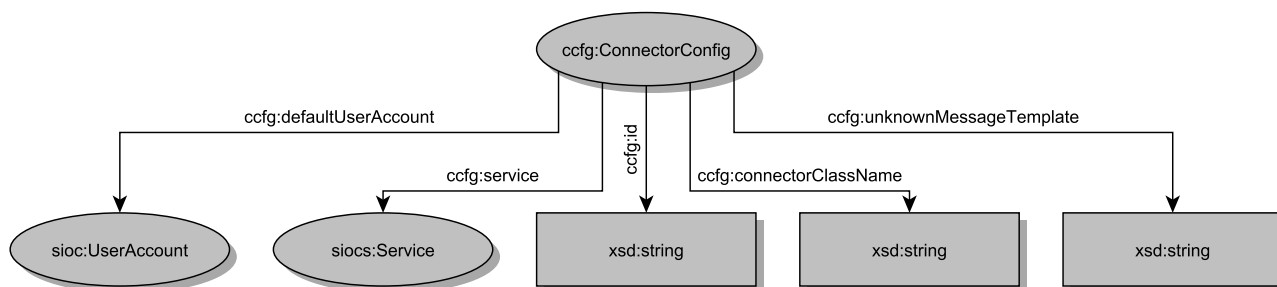 ccfg:ConnectorConfig
ccfg:defaultUserAccount
ccfg:unknownMessageTemplate
ccfg:id
ccfg:service
ccfg:connectorClassName
sioc:UserAccount
siocs:Service
xsd:string
xsd:string
xsd:string